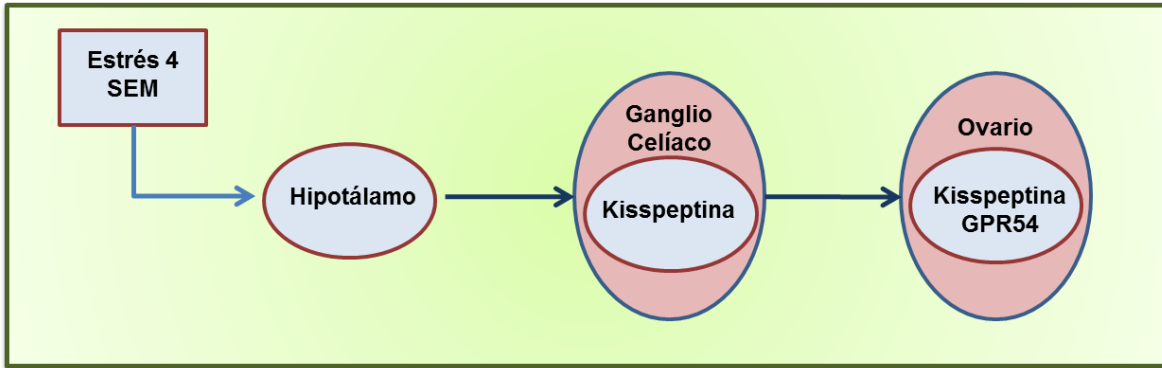 Estrés 4
SEM
Hipotálamo
Ganglio
Celíaco
Kisspeptina
Ovario
Kisspeptina
GPR54